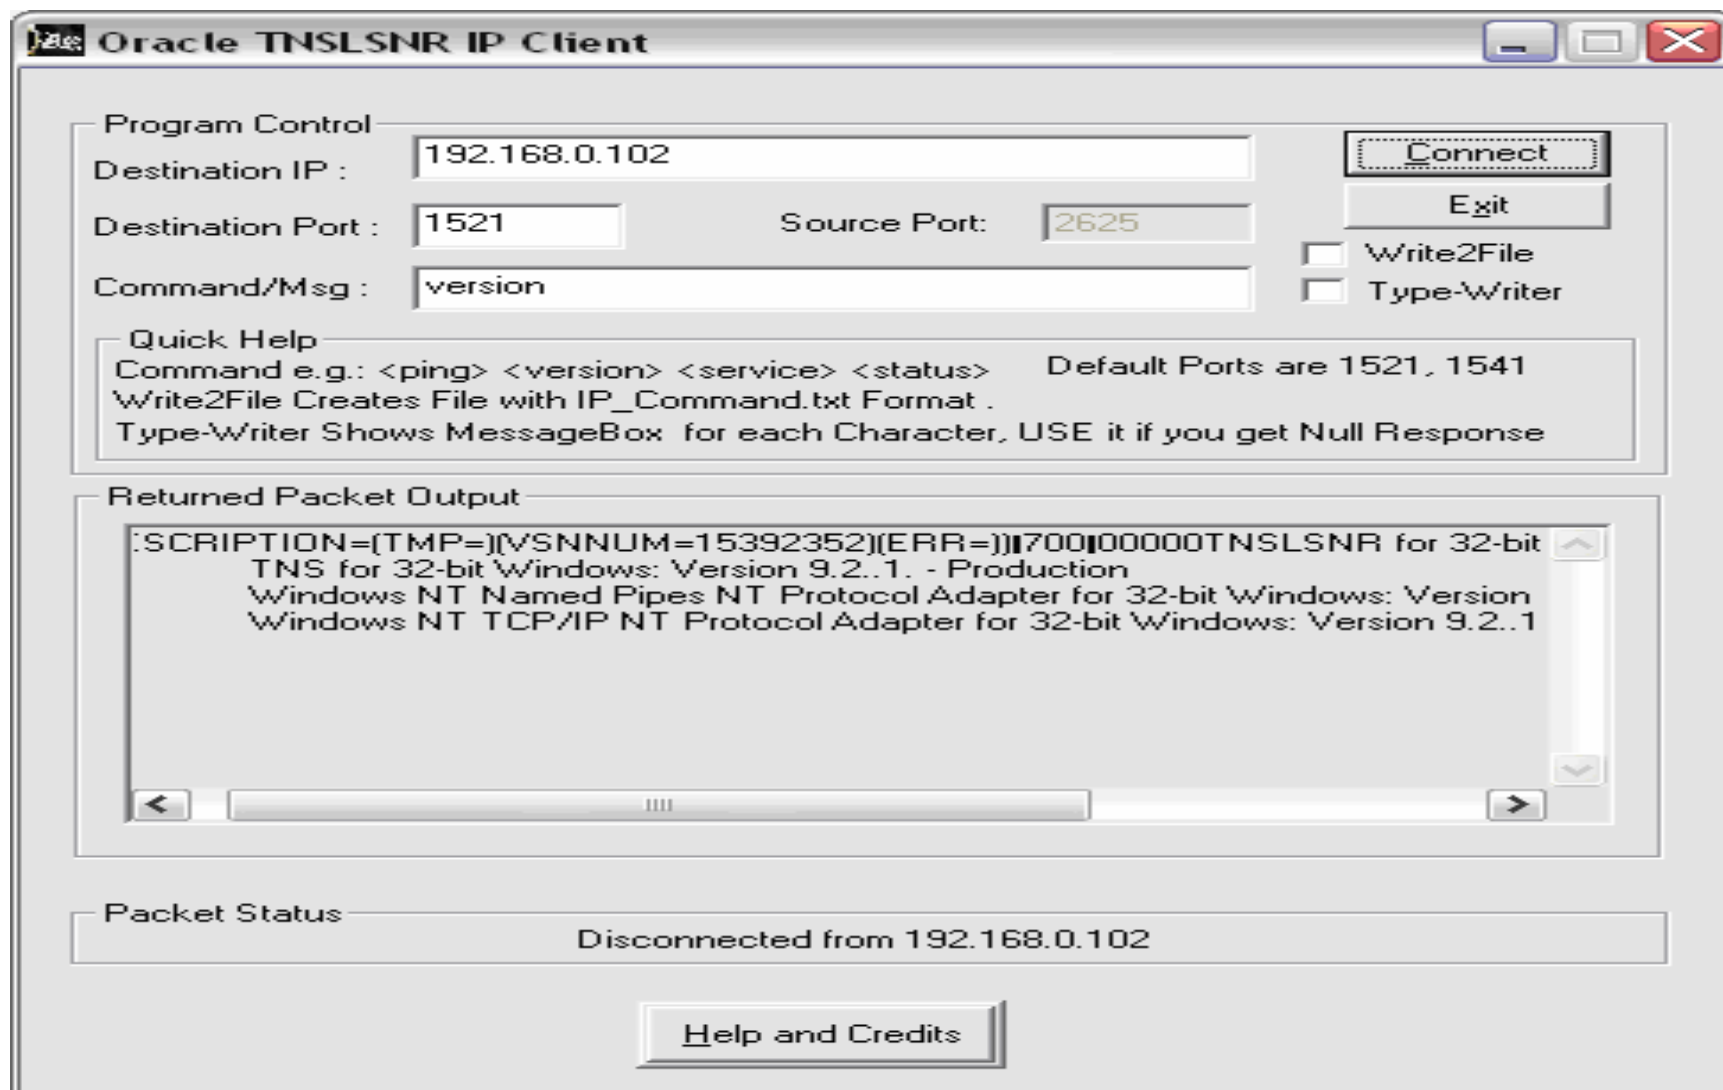 Oracle TNSLSNR IP Client
Program Control
Destination IP : 192.168.0.102 Connect
Exit
Destination Port : 1521 Source Port: 2625
Write2File
Command/Msg : version Type-Writer
Quick Help
Command e.g.: <ping> <version> <service> <status> Default Ports are 1521, 1541
Write2File Creates File with IP_Command.txt Format .
Type-Writer Shows MessageBox for each Character, USE it if you get Null Response
Returned Packet Output
SCRIPTION=(TMP=)(VSNNUM=15392352)(ERR=))▮700▮00000TNSLSNR for 32-bit
TNS for 32-bit Windows: Version 9.2..1. - Production
Windows NT Named Pipes NT Protocol Adapter for 32-bit Windows: Version
Windows NT TCP/IP NT Protocol Adapter for 32-bit Windows: Version 9.2..1
Packet Status
Disconnected from 192.168.0.102
Help and Credits